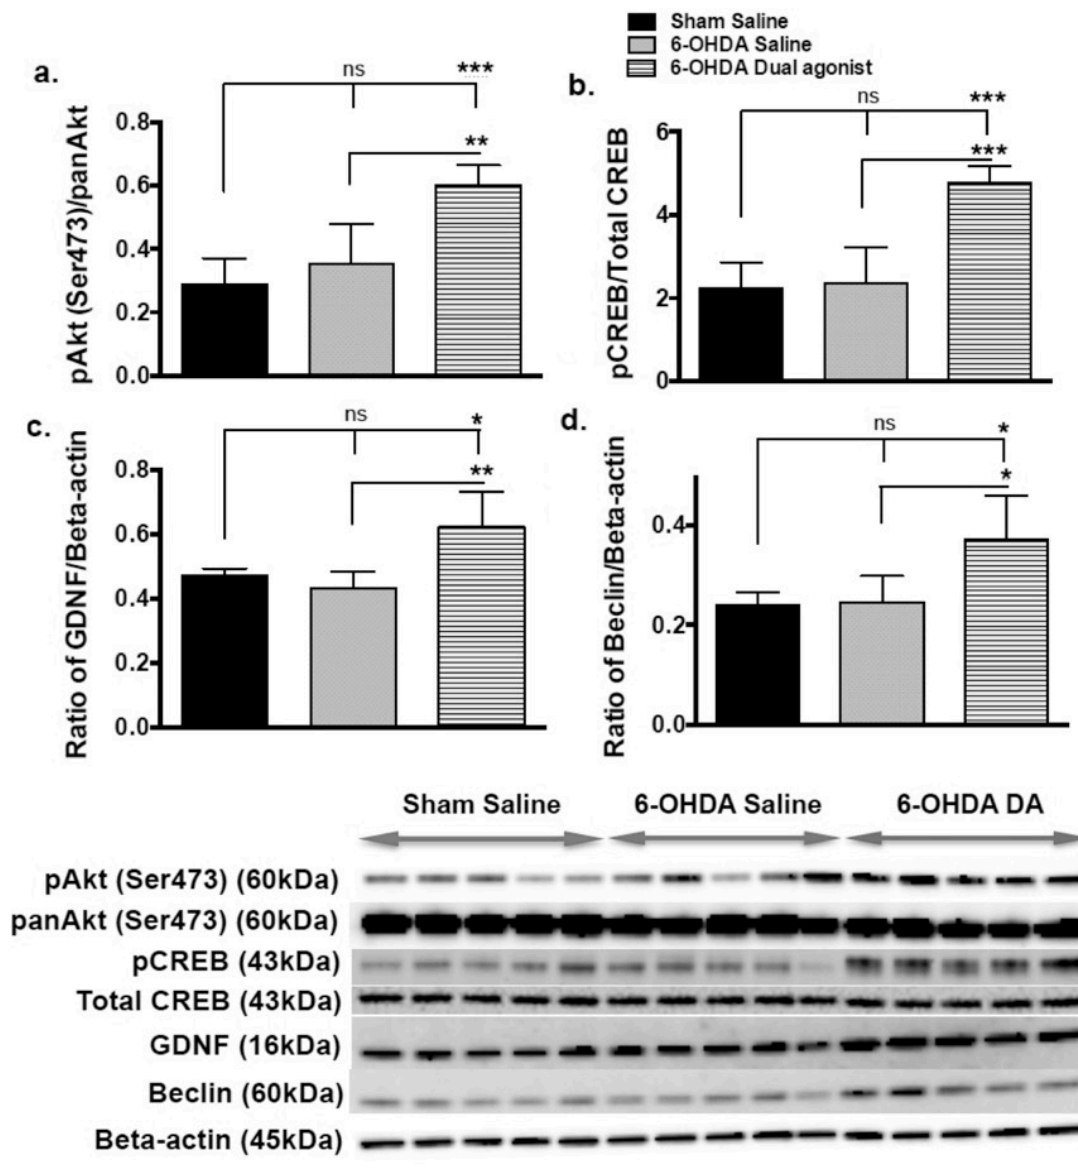 Sham Saline
6-OHDA Saline
6-OHDA Dual agonist
a.
ns
***
**
pAkt (Ser473)/panAkt
0.8
0.6
0.4
0.2
0.0
b.
ns
***
***
pCREB/Total CREB
6
4
2
0
c.
ns
*
**
Ratio of GDNF/Beta-actin
0.8
0.6
0.4
0.2
0.0
d.
ns
*
*
Ratio of Beclin/Beta-actin
0.4
0.2
0.0
Sham Saline 6-OHDA Saline 6-OHDA DA
pAkt (Ser473) (60kDa)
panAkt (Ser473) (60kDa)
pCREB (43kDa)
Total CREB (43kDa)
GDNF (16kDa)
Beclin (60kDa)
Beta-actin (45kDa)